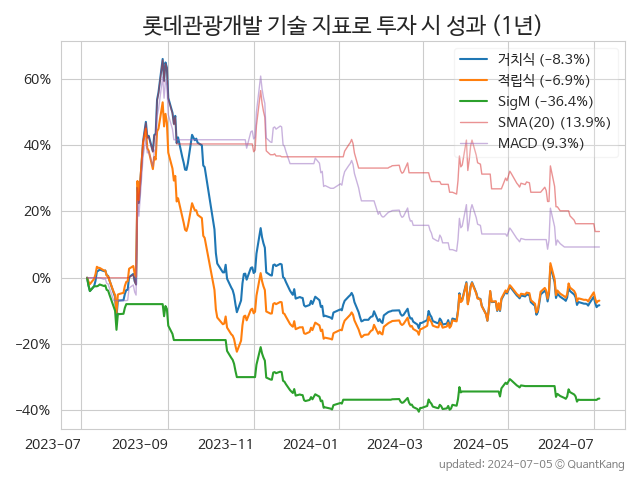 롯데관광개발 기술 지표로 투자 시 성과 (1년)
거치식 (-8.3%)
적립식 (-6.9%)
SigM (-36.4%)
SMA(20) (13.9%)
MACD (9.3%)
60%
40%
20%
0%
-20%
-40%
2023-07 2023-09 2023-11 2024-01 2024-03 2024-05 2024-07
updated: 2024-07-05 © QuantKang